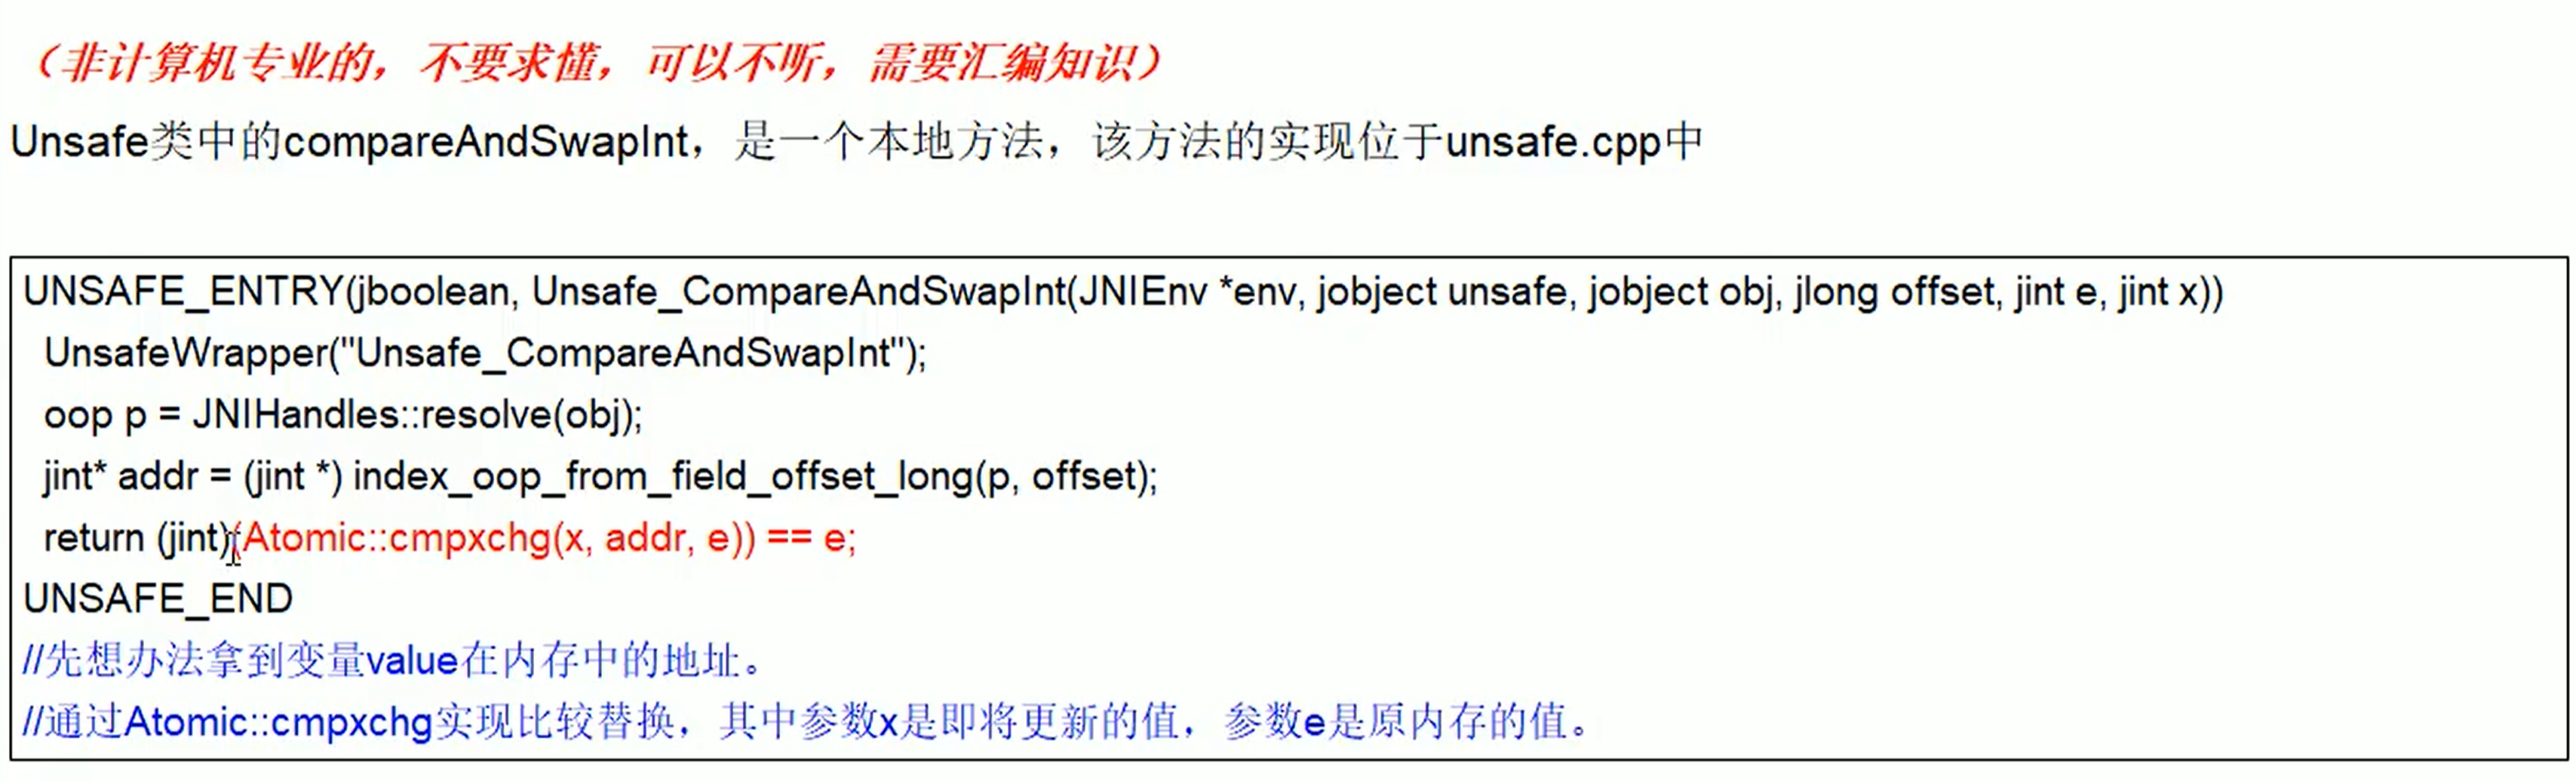 （非计算机专业的，不要求懂，可以不听，需要汇编知识）
Unsafe类中的compareAndSwapInt，是一个本地方法，该方法的实现位于unsafe.cpp中
UNSAFE_ENTRY(jboolean, Unsafe_CompareAndSwapInt(JNIEnv *env, jobject unsafe, jobject obj, jlong offset, jint e, jint x))
UnsafeWrapper("Unsafe_CompareAndSwapInt");
oop p = JNIHandles::resolve(obj);
jint* addr = (jint *) index_oop_from_field_offset_long(p, offset);
return (jint)(Atomic::cmpxchg(x, addr, e)) == e;
UNSAFE_END
//先想办法拿到变量value在内存中的地址。
//通过Atomic::cmpxchg实现比较替换，其中参数x是即将更新的值，参数e是原内存的值。